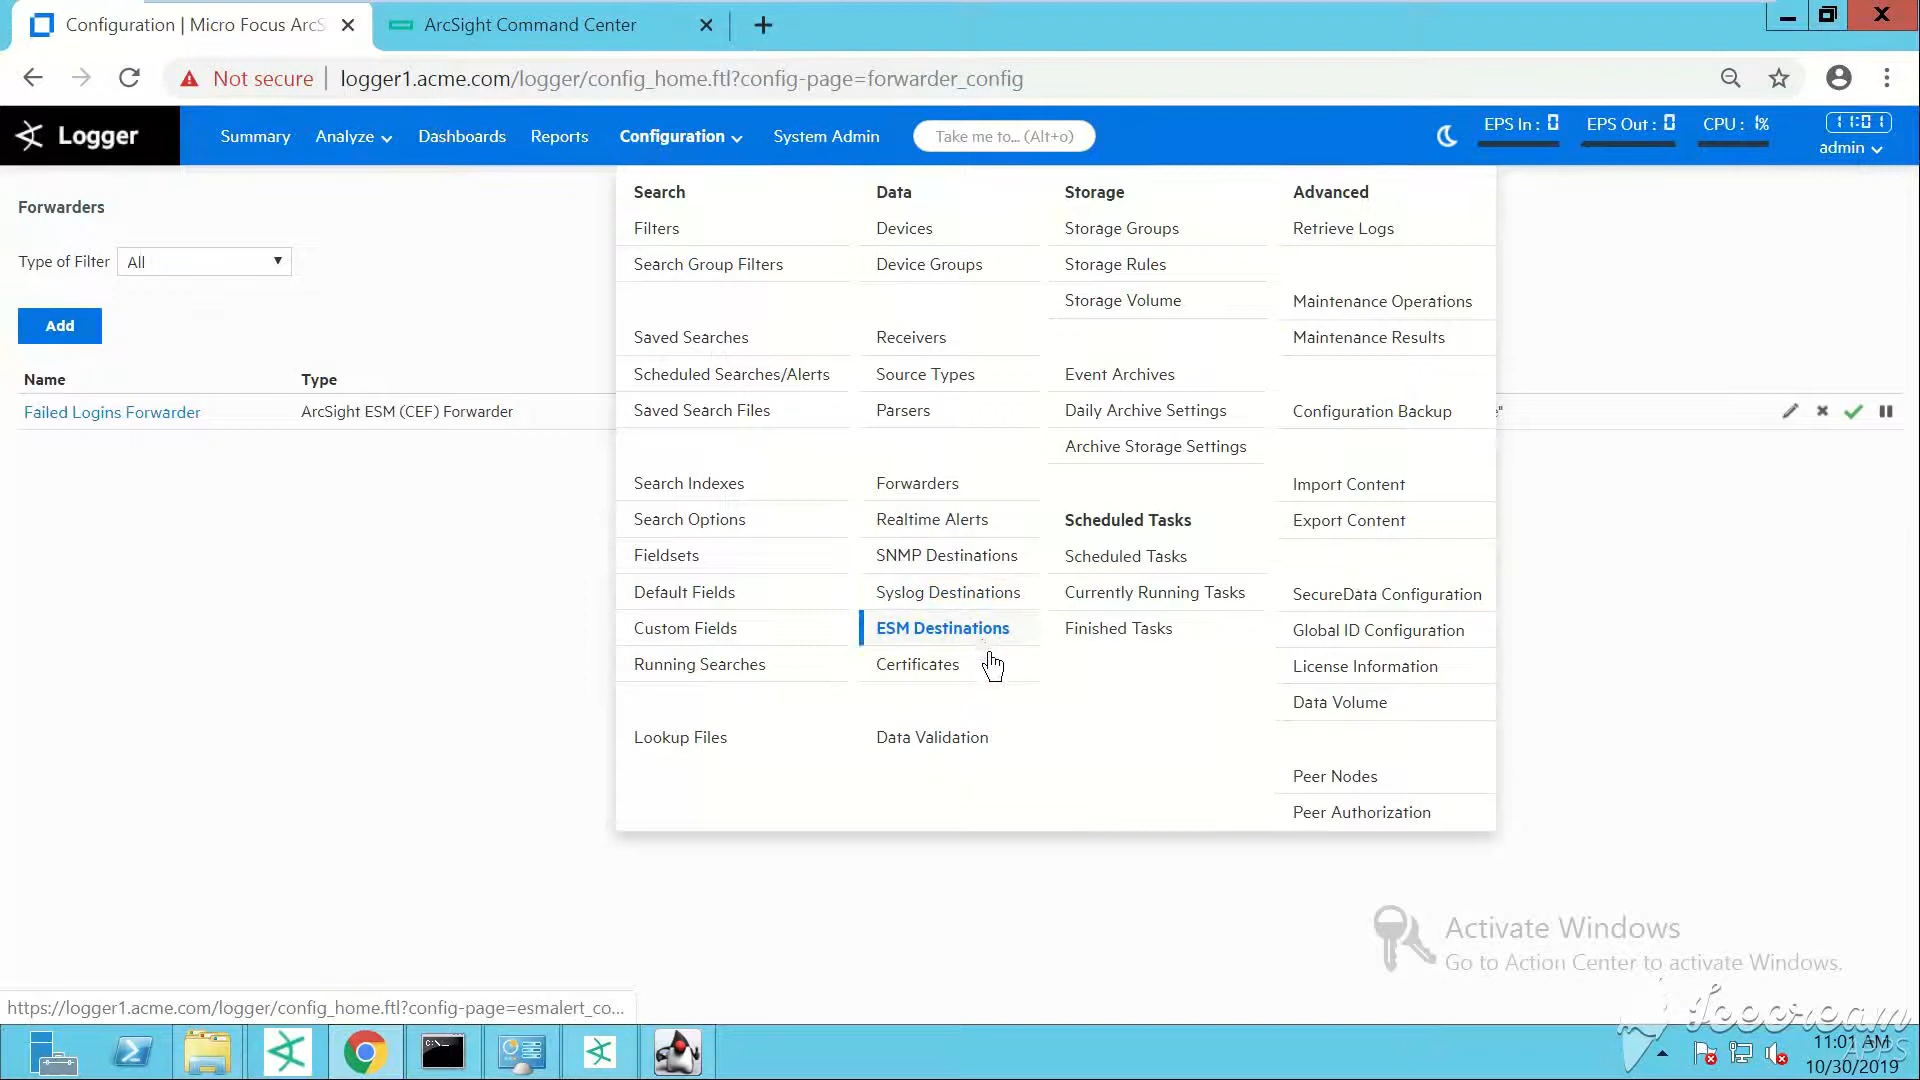 Configuration | Micro Focus ArcS
ArcSight Command Center
Not secure
logger1.acme.com/logger/config_home.ftl?config-page=forwarder_config
Logger
Summary
Analyze
Dashboards
Reports
Configuration
System Admin
Take me to... (Alt+o)
EPS In : 0
EPS Out : 0
CPU : 1%
11:01
admin
Forwarders
Type of Filter
All
Add
Name
Type
Failed Logins Forwarder
ArcSight ESM (CEF) Forwarder
Search
Filters
Search Group Filters
Saved Searches
Scheduled Searches/Alerts
Saved Search Files
Search Indexes
Search Options
Fieldsets
Default Fields
Custom Fields
Running Searches
Lookup Files
Data
Devices
Device Groups
Receivers
Source Types
Parsers
Forwarders
Realtime Alerts
SNMP Destinations
Syslog Destinations
ESM Destinations
Certificates
Data Validation
Storage
Storage Groups
Storage Rules
Storage Volume
Event Archives
Daily Archive Settings
Archive Storage Settings
Scheduled Tasks
Scheduled Tasks
Currently Running Tasks
Finished Tasks
Advanced
Retrieve Logs
Maintenance Operations
Maintenance Results
Configuration Backup
Import Content
Export Content
SecureData Configuration
Global ID Configuration
License Information
Data Volume
Peer Nodes
Peer Authorization
Activate Windows
Go to Action Center to activate Windows.
https://logger1.acme.com/logger/config_home.ftl?config-page=esmalert_co...
Icecream
APPS
11:01 AM
10/30/2019